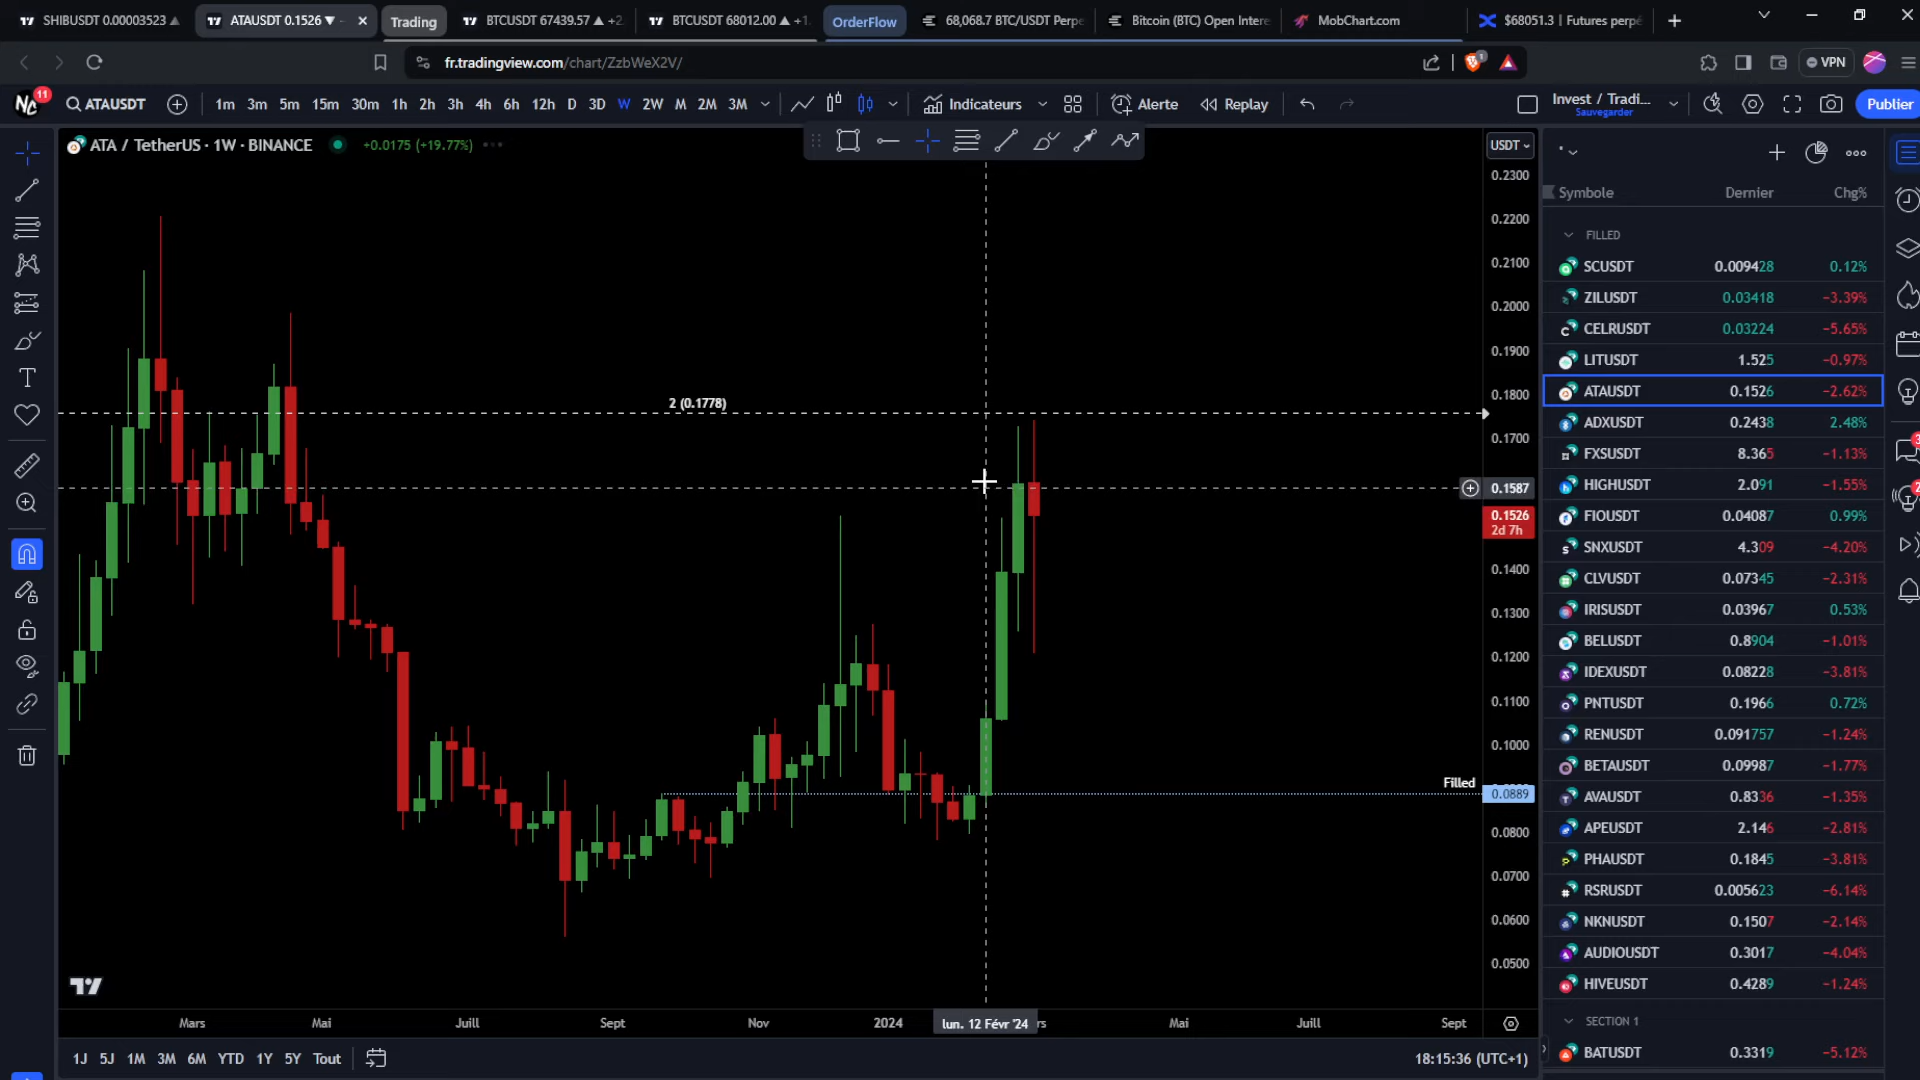 SHIBUSDT 0.00003523
ATAUSDT 0.1526 ▼
Trading
BTCUSDT 67439.57 ▲ +2
BTCUSDT 68012.00 ▲ +1
OrderFlow
68,068.7 BTC/USDT Perpe
Bitcoin (BTC) Open Intere
MobChart.com
$68051.3 | Futures perpé
fr.tradingview.com/chart/ZzbWeX2V/
VPN
11
ATAUSDT
1m 3m 5m 15m 30m 1h 2h 3h 4h 6h 12h D 3D W 2W M 2M 3M
Indicateurs
Alerte
Replay
Invest / Tradi...
Sauvegarder
Publier
ATA / TetherUS · 1W · BINANCE
+0.0175 (+19.77%)
USDT
0.2300
0.2200
0.2100
0.2000
0.1900
0.1800
0.1700
0.1587
0.1526
2d 7h
0.1400
0.1300
0.1200
0.1100
0.1000
0.0889
0.0800
0.0700
0.0600
0.0500
2 (0.1778)
Filled
Mars Mai Juill Sept Nov 2024 lun. 12 Févr '24 rs Mai Juill Sept
1J 5J 1M 3M 6M YTD 1Y 5Y Tout
18:15:36 (UTC+1)
Symbole Dernier Chg%
FILLED
SCUSDT 0.009428 0.12%
ZILUSDT 0.03418 −3.39%
CELRUSDT 0.03224 −5.65%
LITUSDT 1.525 −0.97%
ATAUSDT 0.1526 −2.62%
ADXUSDT 0.2438 2.48%
FXSUSDT 8.365 −1.13%
HIGHUSDT 2.091 −1.55%
FIOUSDT 0.04087 0.99%
SNXUSDT 4.309 −4.20%
CLVUSDT 0.07345 −2.31%
IRISUSDT 0.03967 0.53%
BELUSDT 0.8904 −1.01%
IDEXUSDT 0.08228 −3.81%
PNTUSDT 0.1966 0.72%
RENUSDT 0.091757 −1.24%
BETAUSDT 0.09987 −1.77%
AVAUSDT 0.8336 −1.35%
APEUSDT 2.146 −2.81%
PHAUSDT 0.1845 −3.81%
RSRUSDT 0.005623 −6.14%
NKNUSDT 0.1507 −2.14%
AUDIOUSDT 0.3017 −4.04%
HIVEUSDT 0.4289 −1.24%
SECTION 1
BATUSDT 0.3319 −5.12%